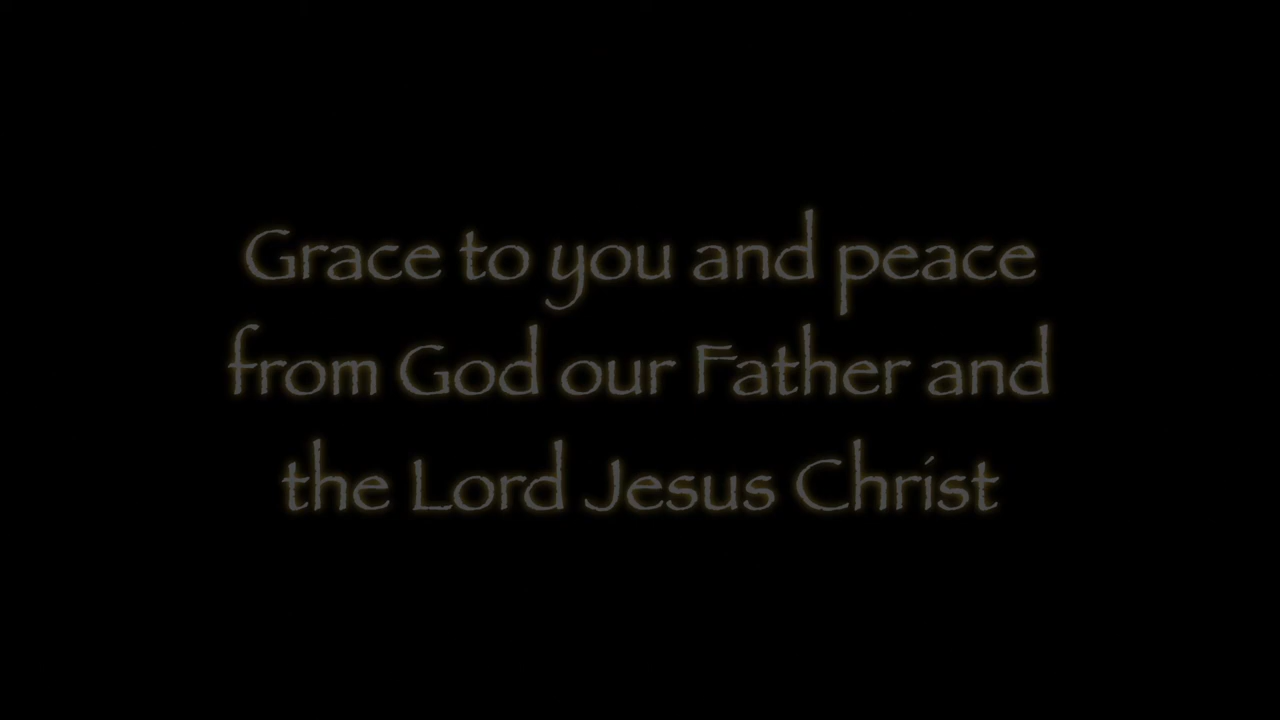 Grace to you and peace
from God our Father and
the Lord Jesus Christ